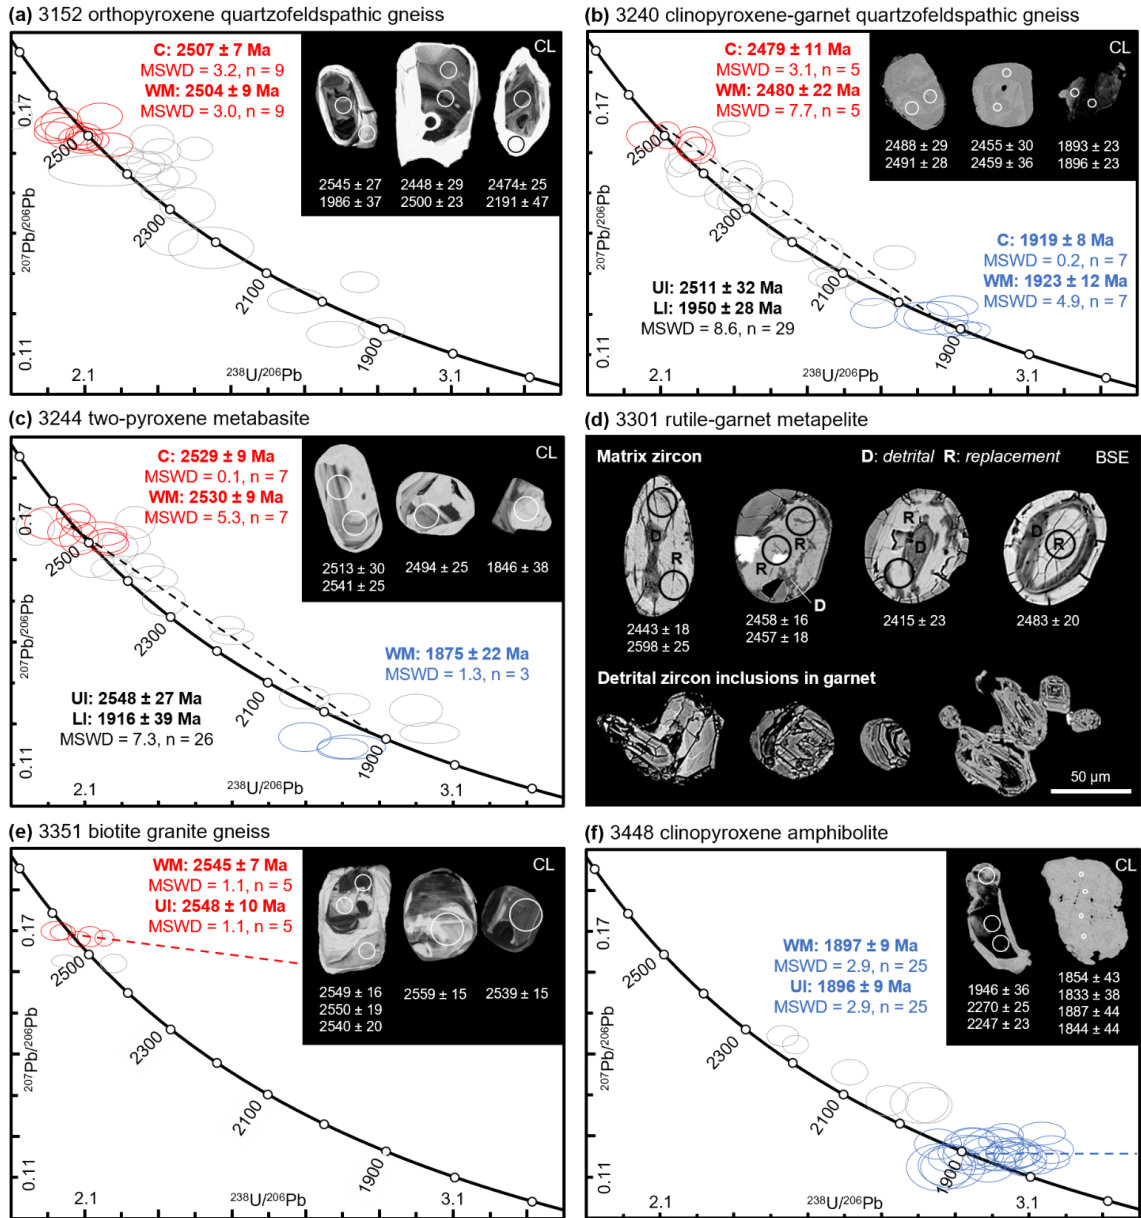 (a) 3152 orthopyroxene quartzofeldspathic gneiss
C: 2507 ± 7 Ma
MSWD = 3.2, n = 9
WM: 2504 ± 9 Ma
MSWD = 3.0, n = 9
CL
2545 ± 27
1986 ± 37
2448 ± 29
2500 ± 23
2474± 25
2191 ± 47
0.17
2500
2300
2100
1900
207Pb/206Pb
0.11
2.1
238U/206Pb
3.1
(b) 3240 clinopyroxene-garnet quartzofeldspathic gneiss
C: 2479 ± 11 Ma
MSWD = 3.1, n = 5
WM: 2480 ± 22 Ma
MSWD = 7.7, n = 5
CL
2488 ± 29
2491 ± 28
2455 ± 30
2459 ± 36
1893 ± 23
1896 ± 23
C: 1919 ± 8 Ma
MSWD = 0.2, n = 7
WM: 1923 ± 12 Ma
MSWD = 4.9, n = 7
UI: 2511 ± 32 Ma
LI: 1950 ± 28 Ma
MSWD = 8.6, n = 29
0.17
2500
2300
2100
1900
207Pb/206Pb
0.11
2.1
238U/206Pb
3.1
(c) 3244 two-pyroxene metabasite
C: 2529 ± 9 Ma
MSWD = 0.1, n = 7
WM: 2530 ± 9 Ma
MSWD = 5.3, n = 7
CL
2513 ± 30
2541 ± 25
2494 ± 25
1846 ± 38
WM: 1875 ± 22 Ma
MSWD = 1.3, n = 3
UI: 2548 ± 27 Ma
LI: 1916 ± 39 Ma
MSWD = 7.3, n = 26
0.17
2500
2300
2100
1900
207Pb/206Pb
0.11
2.1
238U/206Pb
3.1
(d) 3301 rutile-garnet metapelite
Matrix zircon
D: detrital R: replacement
BSE
D
R
R
R
D
R
D
D
R
2443 ± 18
2598 ± 25
2458 ± 16
2457 ± 18
2415 ± 23
2483 ± 20
Detrital zircon inclusions in garnet
50 µm
(e) 3351 biotite granite gneiss
WM: 2545 ± 7 Ma
MSWD = 1.1, n = 5
UI: 2548 ± 10 Ma
MSWD = 1.1, n = 5
CL
2549 ± 16
2550 ± 19
2540 ± 20
2559 ± 15
2539 ± 15
0.17
2500
2300
2100
1900
207Pb/206Pb
0.11
2.1
238U/206Pb
3.1
(f) 3448 clinopyroxene amphibolite
CL
WM: 1897 ± 9 Ma
MSWD = 2.9, n = 25
UI: 1896 ± 9 Ma
MSWD = 2.9, n = 25
1946 ± 36
2270 ± 25
2247 ± 23
1854 ± 43
1833 ± 38
1887 ± 44
1844 ± 44
0.17
2500
2300
2100
1900
207Pb/206Pb
0.11
2.1
238U/206Pb
3.1